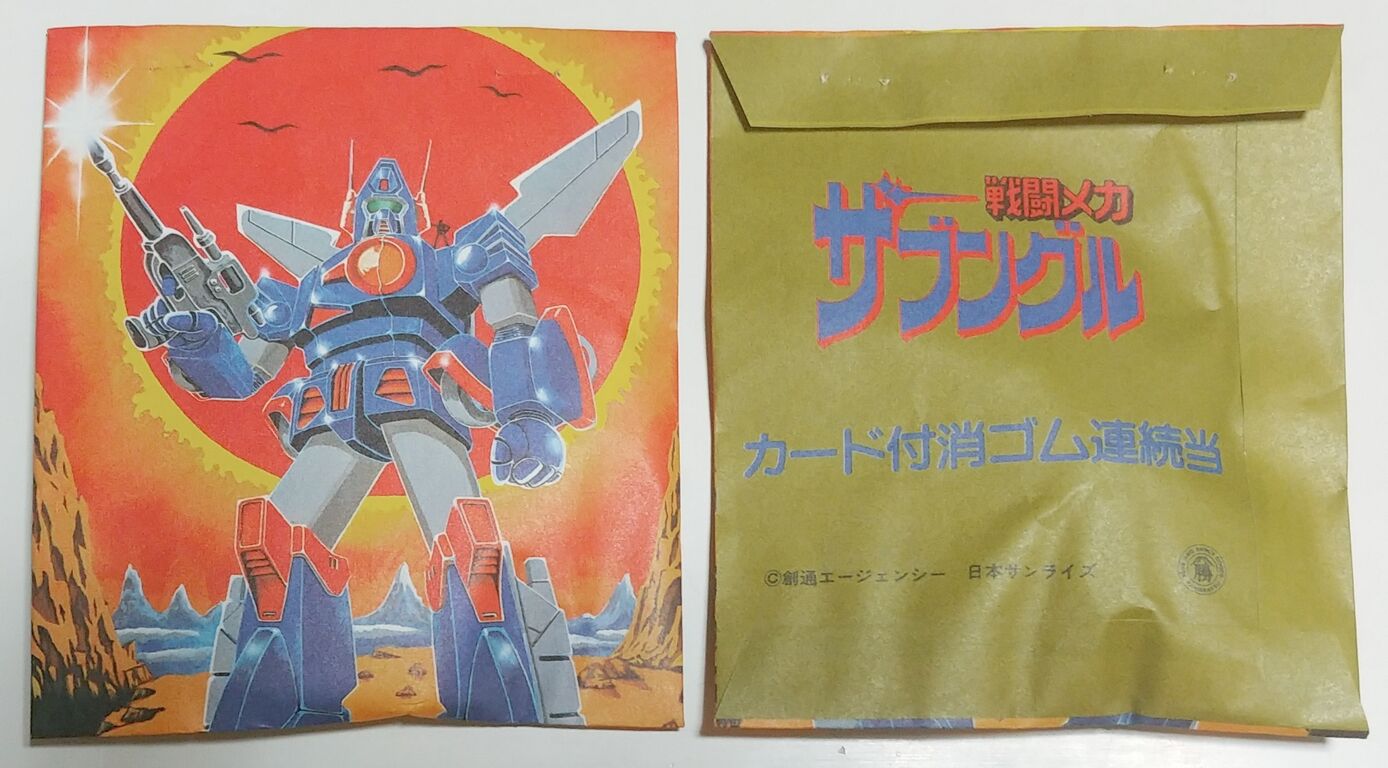 戦闘メカ
ザブングル
カード付消ゴム連続当
©創通エージェンシー 日本サンライズ
勝